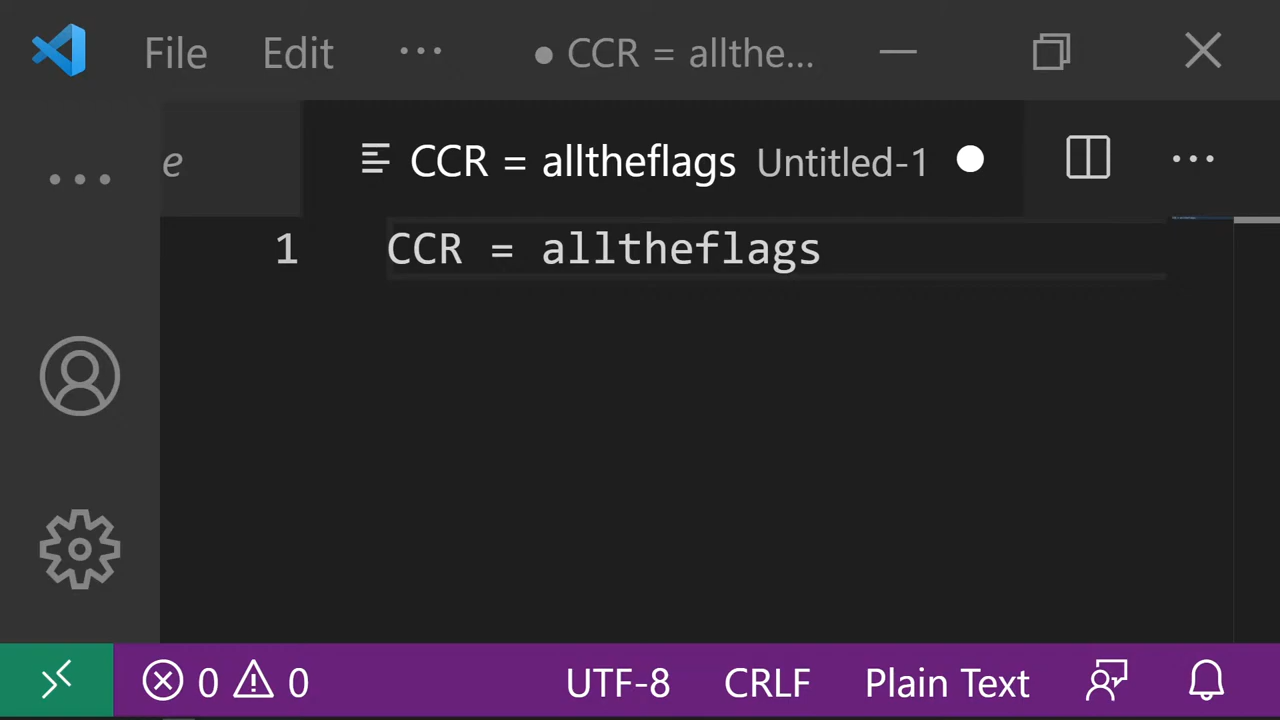 File Edit ··· ● CCR = allthe...
e CCR = alltheflags Untitled-1
1 CCR = alltheflags
0 0 UTF-8 CRLF Plain Text